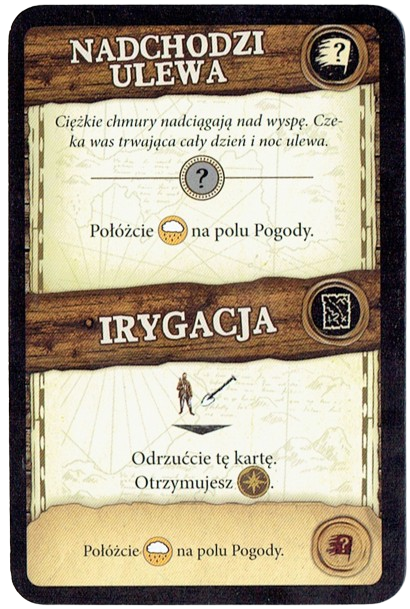 NADCHODZI
ULEWA
?
Ciężkie chmury nadciągają nad wyspę. Cze-
ka was trwająca cały dzień i noc ulewa.
?
Połóżcie na polu Pogody.
IRYGACJA
Odrzućcie tę kartę.
Otrzymujesz .
Połóżcie na polu Pogody.
?